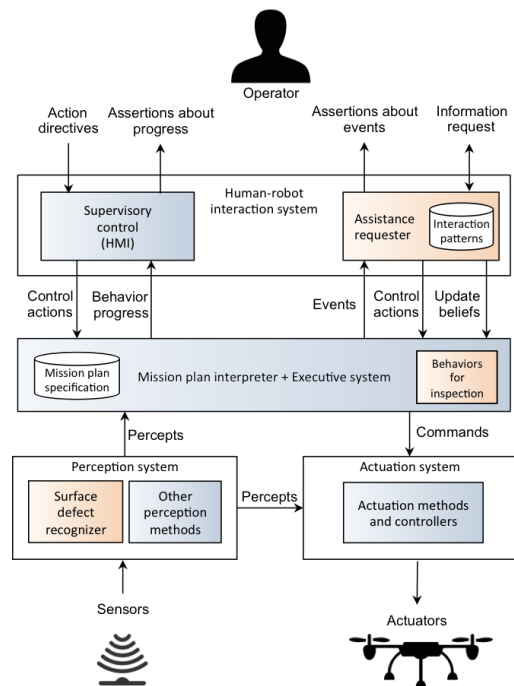 Operator
Action
directives
Assertions about
progress
Assertions about
events
Information
request
Human-robot
interaction system
Supervisory
control
(HMI)
Assistance
requester
Interaction
patterns
Control
actions
Behavior
progress
Events
Control
actions
Update
beliefs
Mission plan
specification
Mission plan interpreter + Executive system
Behaviors
for
inspection
Percepts
Commands
Perception system
Surface
defect
recognizer
Other
perception
methods
Percepts
Actuation system
Actuation methods
and controllers
Sensors
Actuators